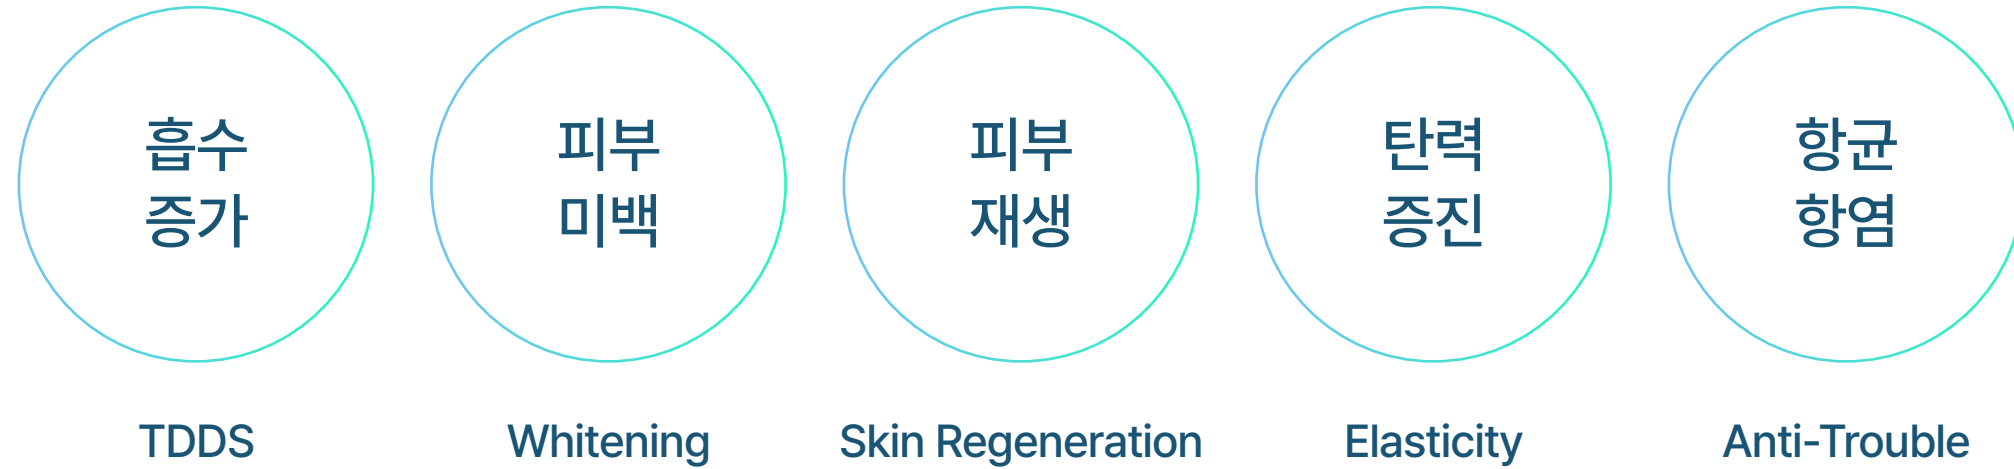 흡수
증가
TDDS
피부
미백
Whitening
피부
재생
Skin Regeneration
탄력
증진
Elasticity
항균
항염
Anti-Trouble